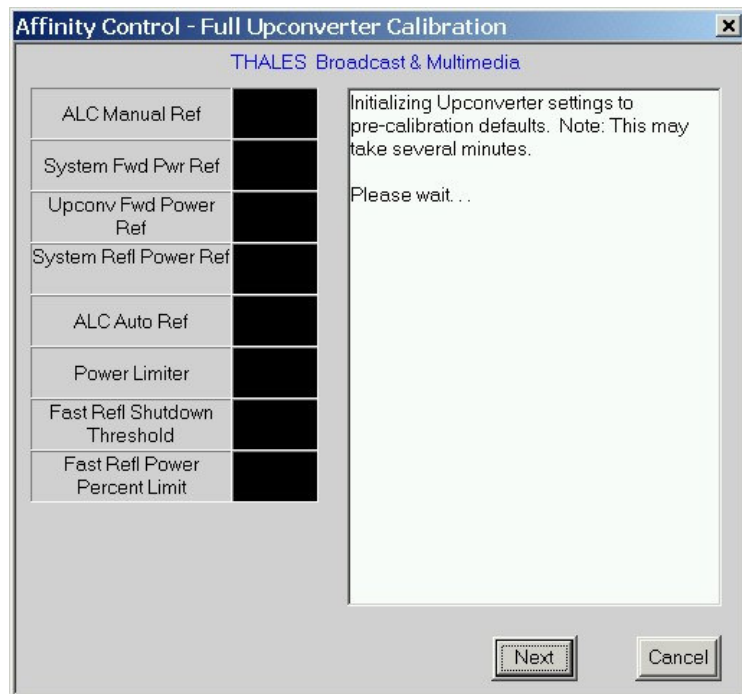 Affinity Control - Full Upconverter Calibration
THALES Broadcast & Multimedia
ALC Manual Ref
System Fwd Pwr Ref
Upconv Fwd Power
Ref
System Refl Power Ref
ALC Auto Ref
Power Limiter
Fast Refl Shutdown
Threshold
Fast Refl Power
Percent Limit
Initializing Upconverter settings to
pre-calibration defaults. Note: This may
take several minutes.
Please wait. . .
Next
Cancel